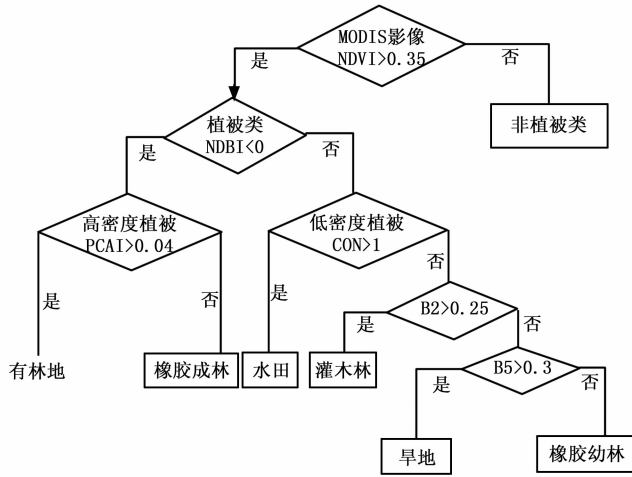 MODIS影像
NDVI>0.35
是
否
植被类
NDBI<0
非植被类
是
否
高密度植被
PCAI>0.04
低密度植被
CON>1
是
否
是
否
B2>0.25
是
否
有林地
橡胶成林
水田
灌木林
B5>0.3
是
否
旱地
橡胶幼林